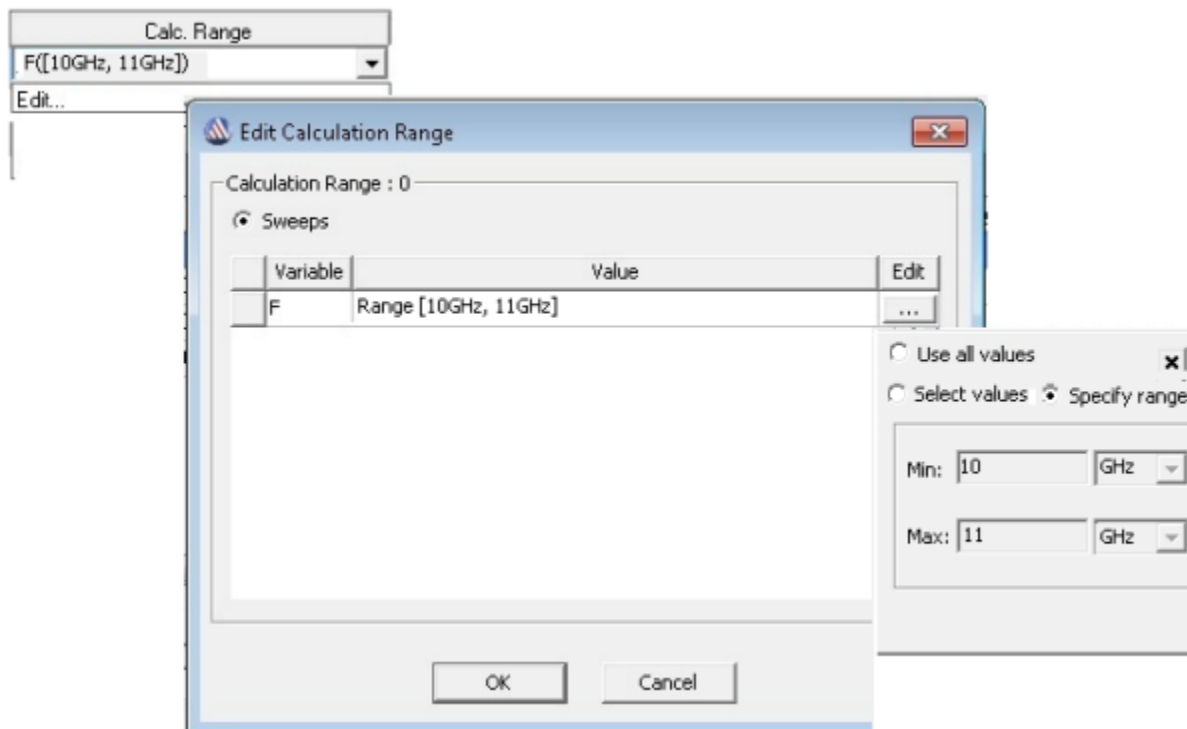 Calc. Range
F([10GHz, 11GHz])
Edit...
Edit Calculation Range
Calculation Range : 0
Sweeps
Variable Value Edit
F Range [10GHz, 11GHz] ...
Use all values
Select values Specify range
Min: 10 GHz
Max: 11 GHz
OK Cancel